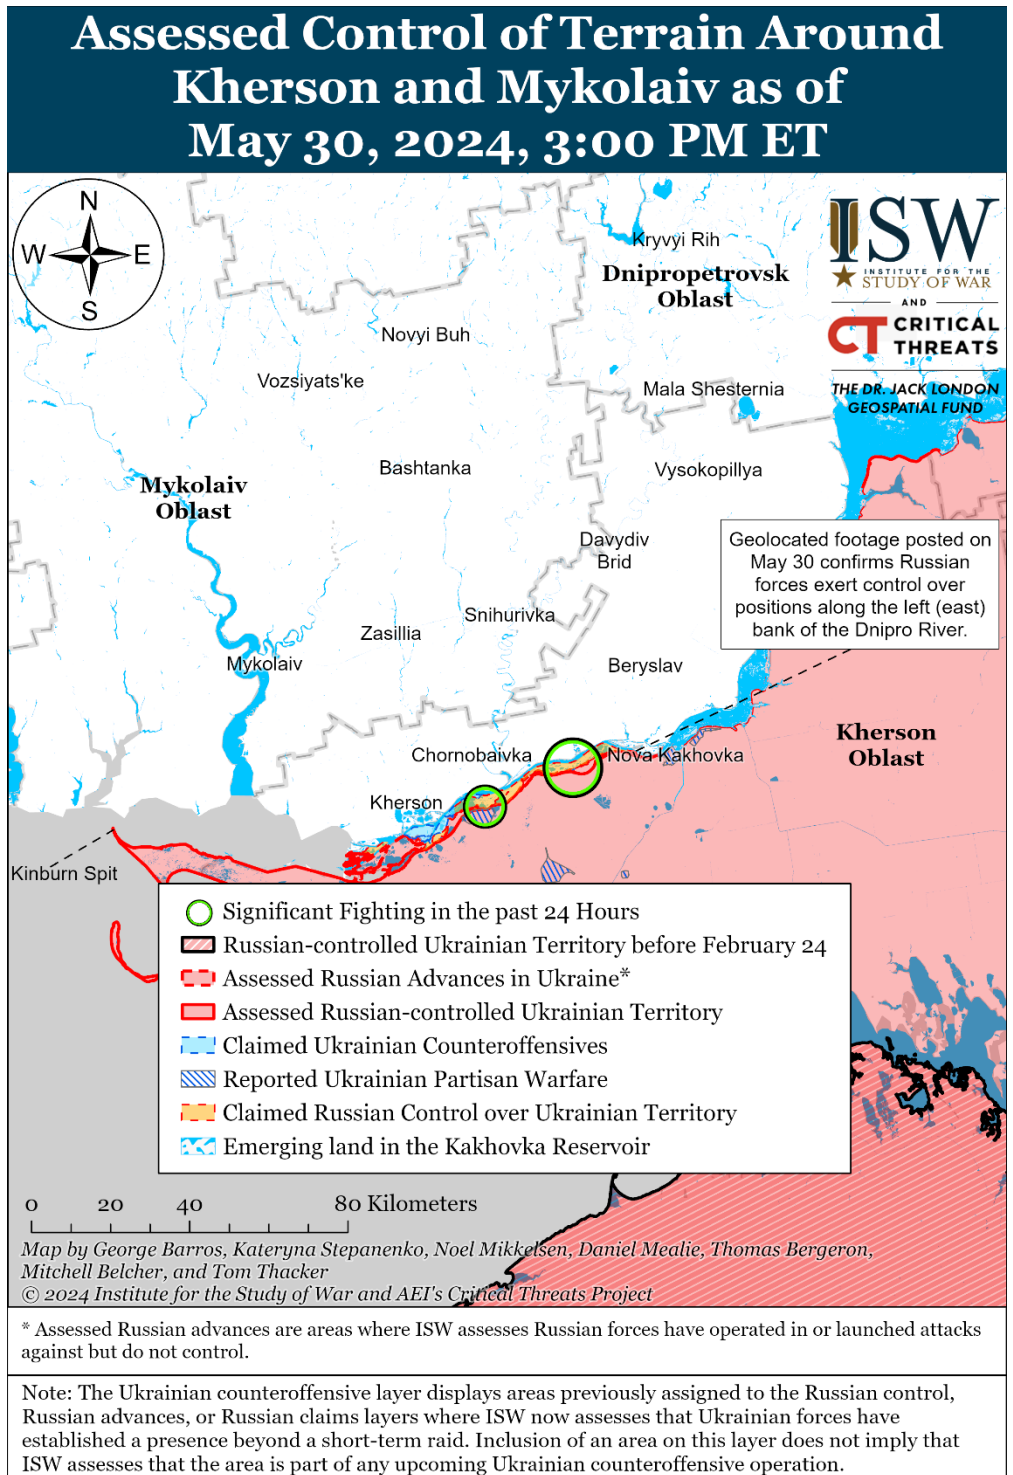 Assessed Control of Terrain Around
Kherson and Mykolaiv as of
May 30, 2024, 3:00 PM ET
N
W
E
S
ISW
INSTITUTE FOR THE
STUDY OF WAR
AND
CT CRITICAL
THREATS
THE DR. JACK LONDON
GEOSPATIAL FUND
Kryvyi Rih
Dnipropetrovsk
Oblast
Novyi Buh
Vozsiyats'ke
Mala Shesternia
Bashtanka
Vysokopillya
Mykolaiv
Oblast
Davydiv
Brid
Geolocated footage posted on
May 30 confirms Russian
forces exert control over
positions along the left (east)
bank of the Dnipro River.
Snihurivka
Zasillia
Mykolaiv
Beryslav
Kherson
Oblast
Chornobaivka
Nova Kakhovka
Kherson
Kinburn Spit
Significant Fighting in the past 24 Hours
Russian-controlled Ukrainian Territory before February 24
Assessed Russian Advances in Ukraine*
Assessed Russian-controlled Ukrainian Territory
Claimed Ukrainian Counteroffensives
Reported Ukrainian Partisan Warfare
Claimed Russian Control over Ukrainian Territory
Emerging land in the Kakhovka Reservoir
0 20 40 80 Kilometers
Map by George Barros, Kateryna Stepanenko, Noel Mikkelsen, Daniel Mealie, Thomas Bergeron,
Mitchell Belcher, and Tom Thacker
© 2024 Institute for the Study of War and AEI's Critical Threats Project
* Assessed Russian advances are areas where ISW assesses Russian forces have operated in or launched attacks
against but do not control.
Note: The Ukrainian counteroffensive layer displays areas previously assigned to the Russian control,
Russian advances, or Russian claims layers where ISW now assesses that Ukrainian forces have
established a presence beyond a short-term raid. Inclusion of an area on this layer does not imply that
ISW assesses that the area is part of any upcoming Ukrainian counteroffensive operation.